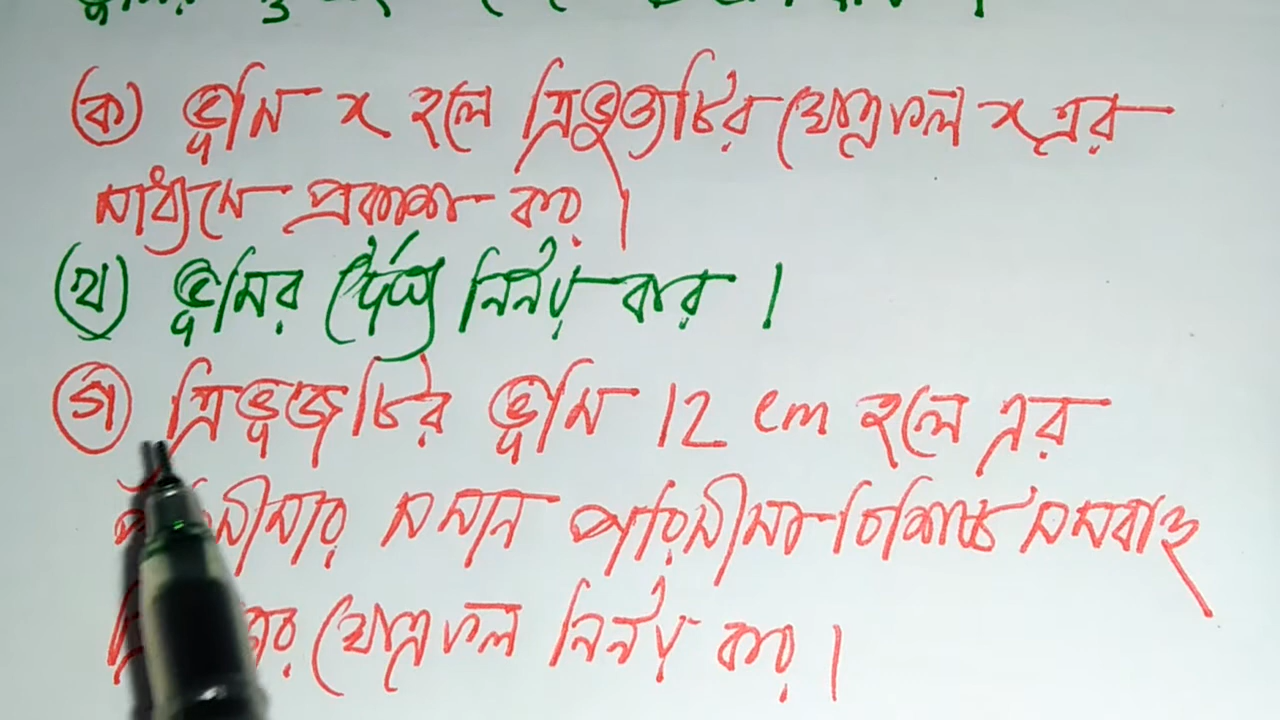 (ক) ভূমি x হলে ত্রিভুজটির ক্ষেত্রফল x এর
মাধ্যমে প্রকাশ কর।
(খ) ভূমির দৈর্ঘ্য নির্ণয় কর।
(গ) ত্রিভুজটির ভূমি 12 cm হলে এর
সমান পরিসীমা বিশিষ্ট সমবাহু
ক্ষেত্রফল নির্ণয় কর।